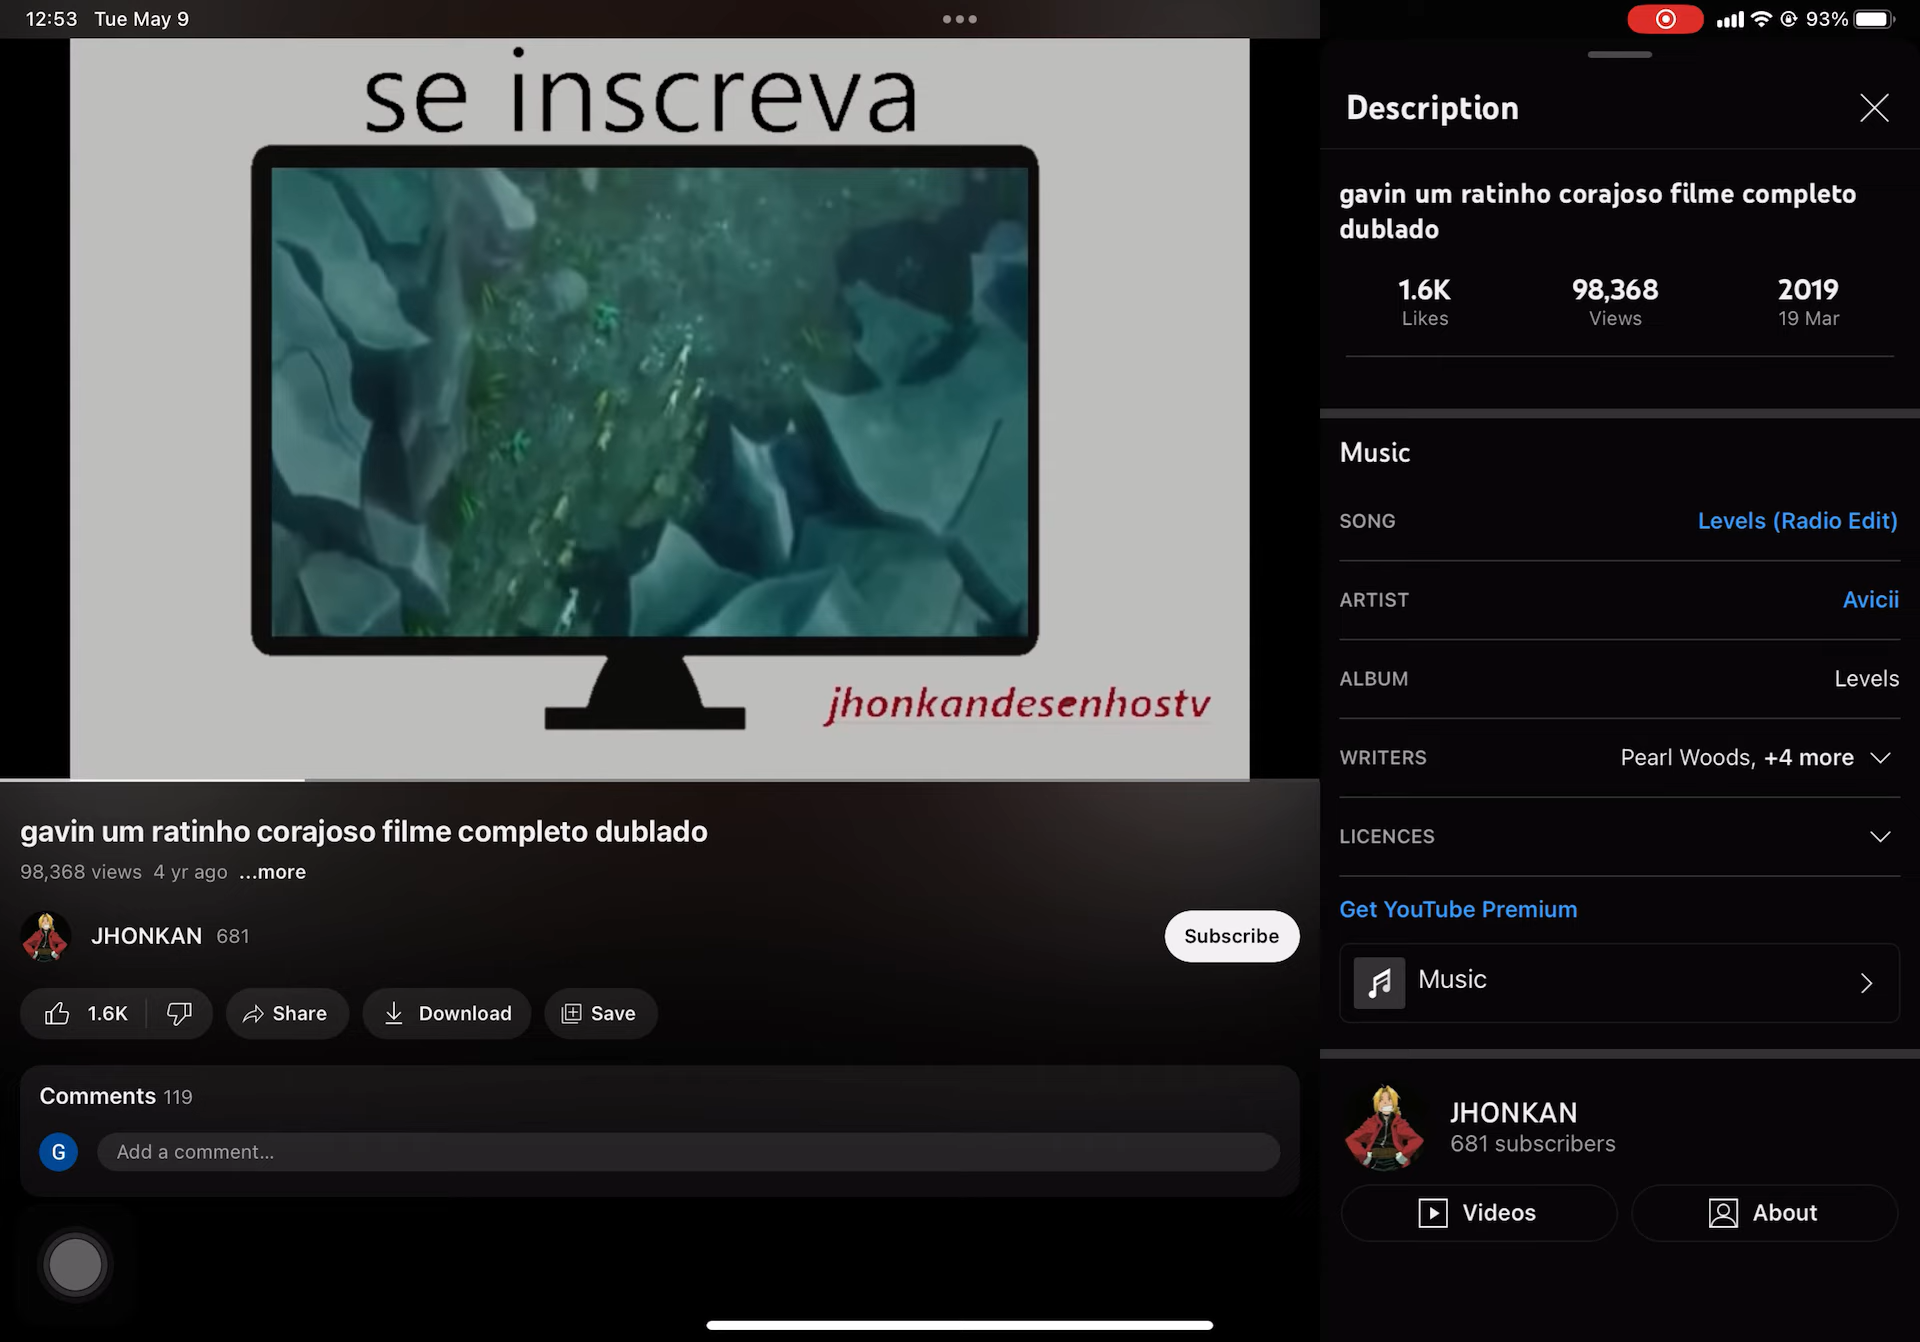 12:53 Tue May 9
93%
se inscreva
jhonkandesenhostv
gavin um ratinho corajoso filme completo dublado
98,368 views 4 yr ago ...more
JHONKAN 681
Subscribe
1.6K
Share
Download
Save
Comments 119
G
Add a comment...
Description
gavin um ratinho corajoso filme completo
dublado
1.6K 98,368 2019
Likes Views 19 Mar
Music
SONG Levels (Radio Edit)
ARTIST Avicii
ALBUM Levels
WRITERS Pearl Woods, +4 more
LICENCES
Get YouTube Premium
Music
JHONKAN
681 subscribers
Videos
About